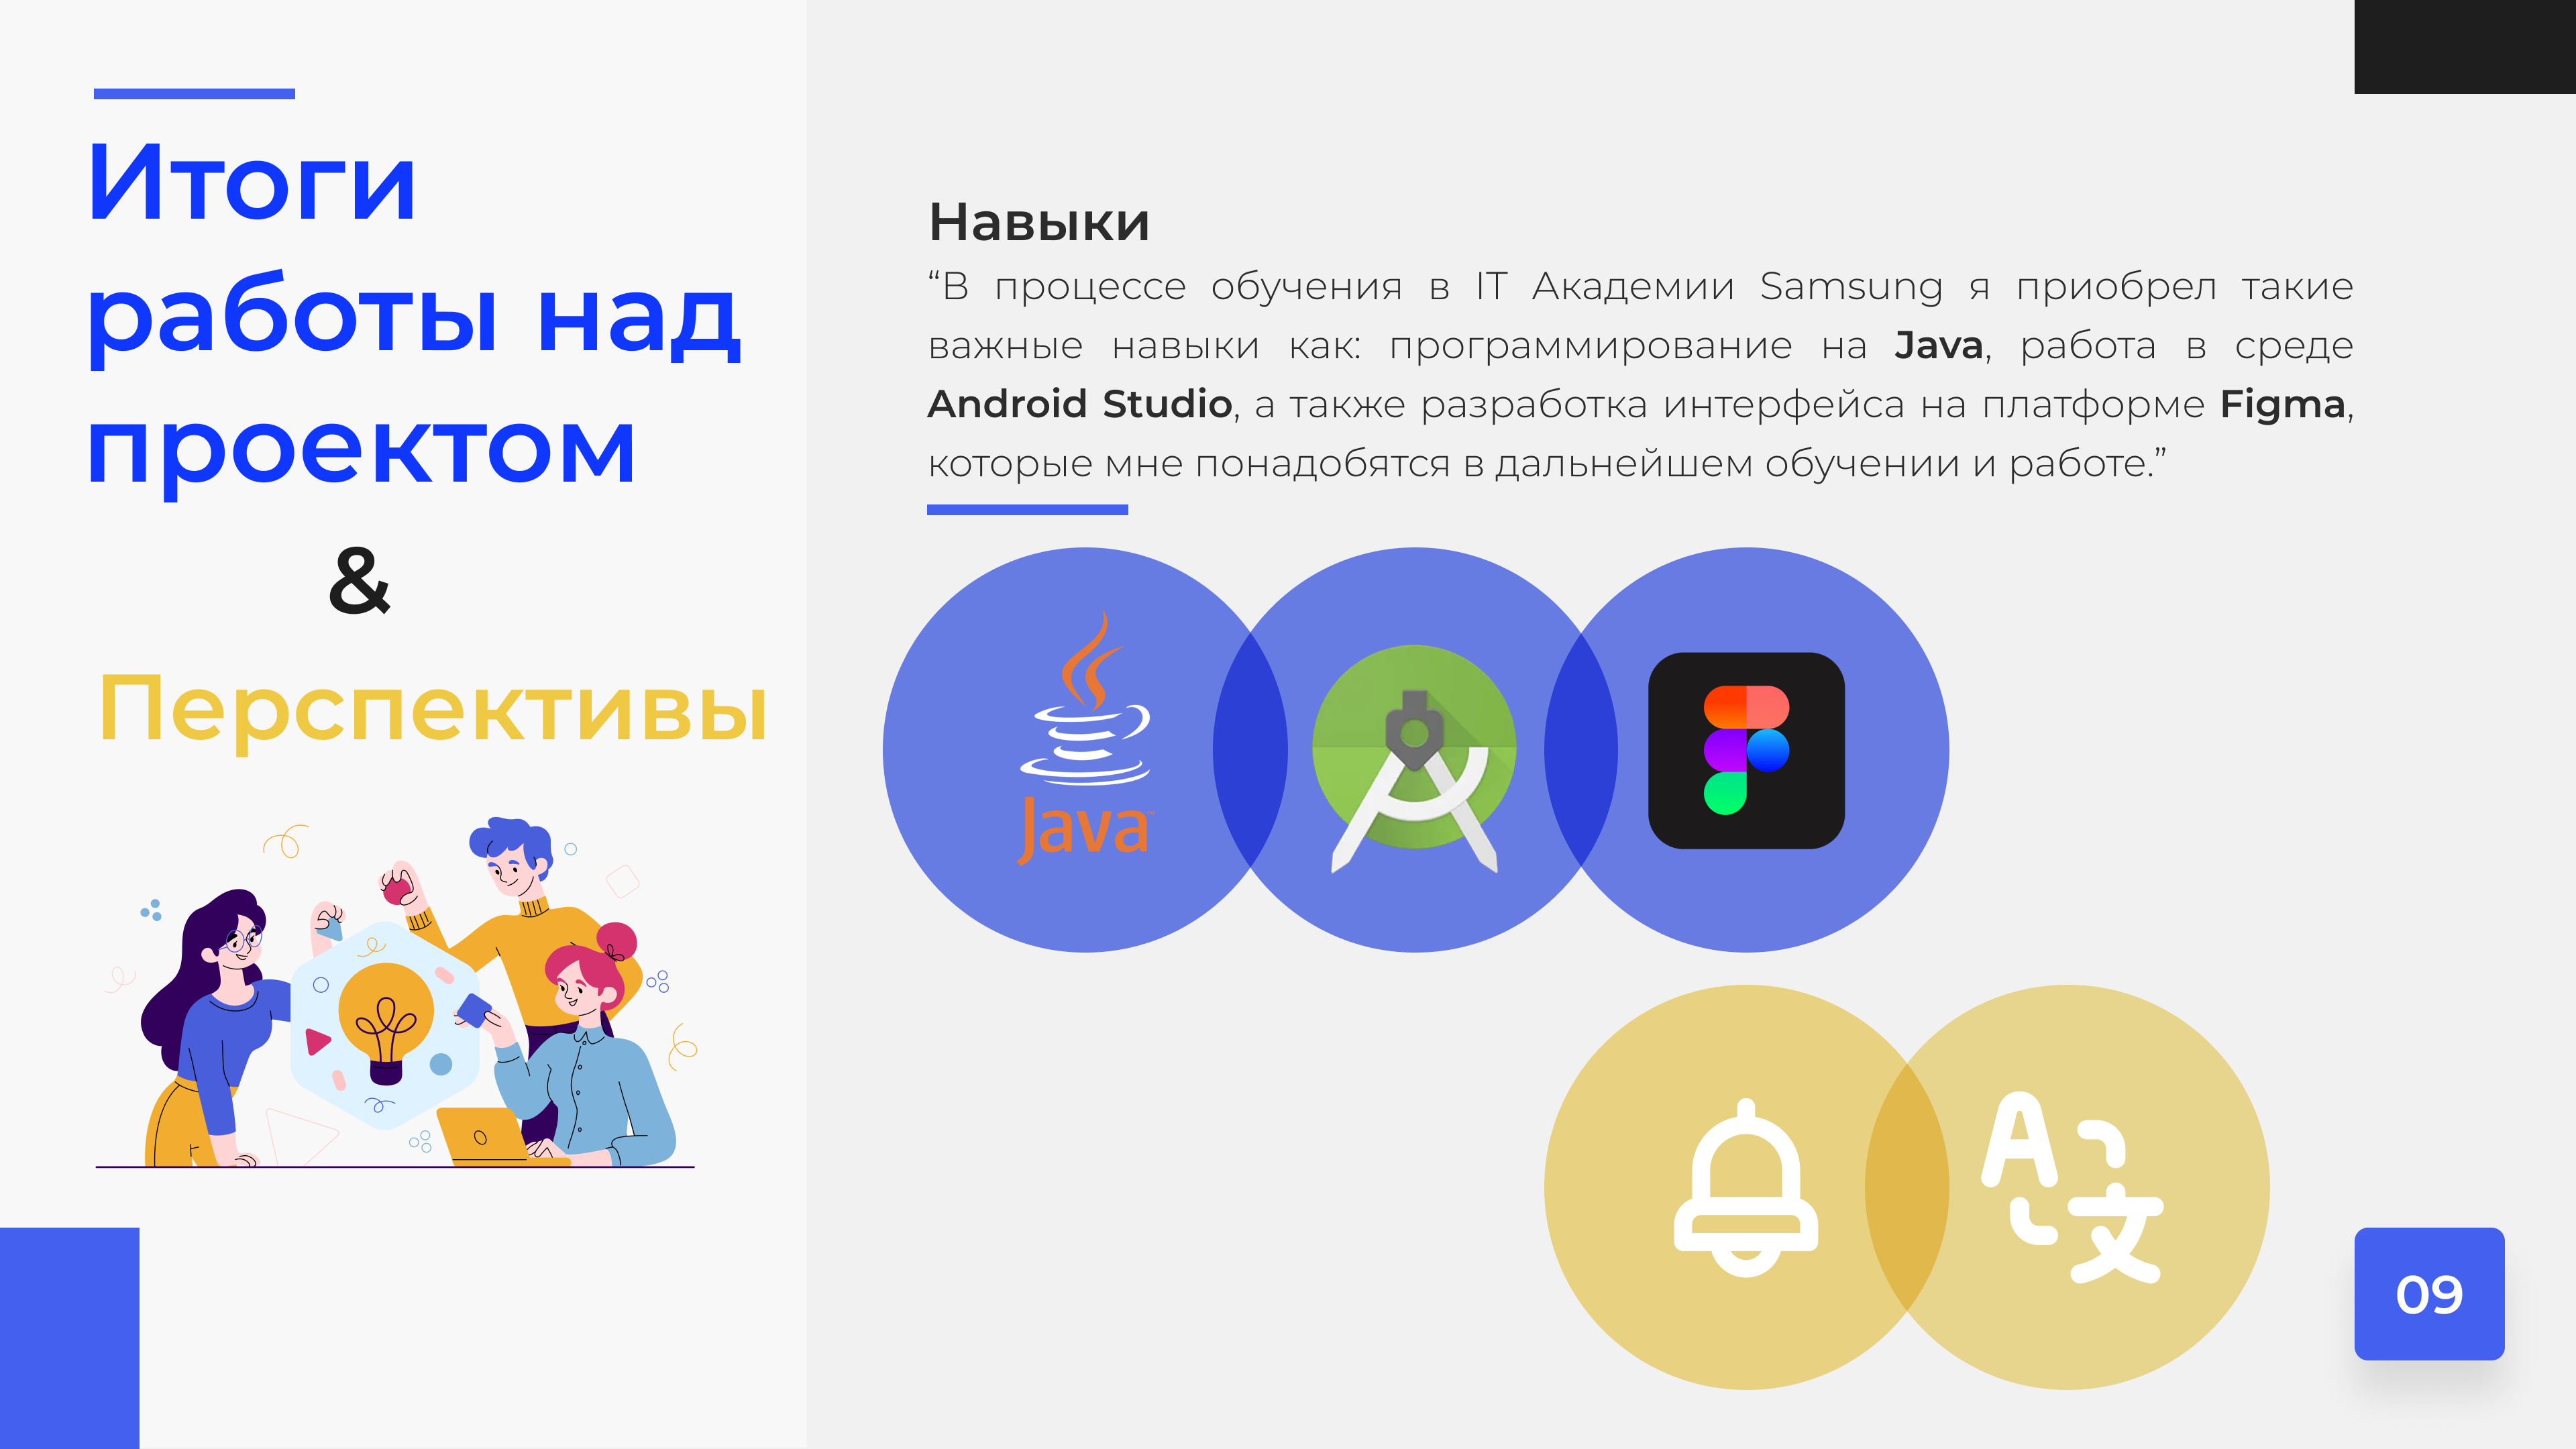 Итоги
работы над
проектом
&
Перспективы
Навыки
“В процессе обучения в IT Академии Samsung я приобрел такие
важные навыки как: программирование на Java, работа в среде
Android Studio, а также разработка интерфейса на платформе Figma,
которые мне понадобятся в дальнейшем обучении и работе.”
Java
A
文
09